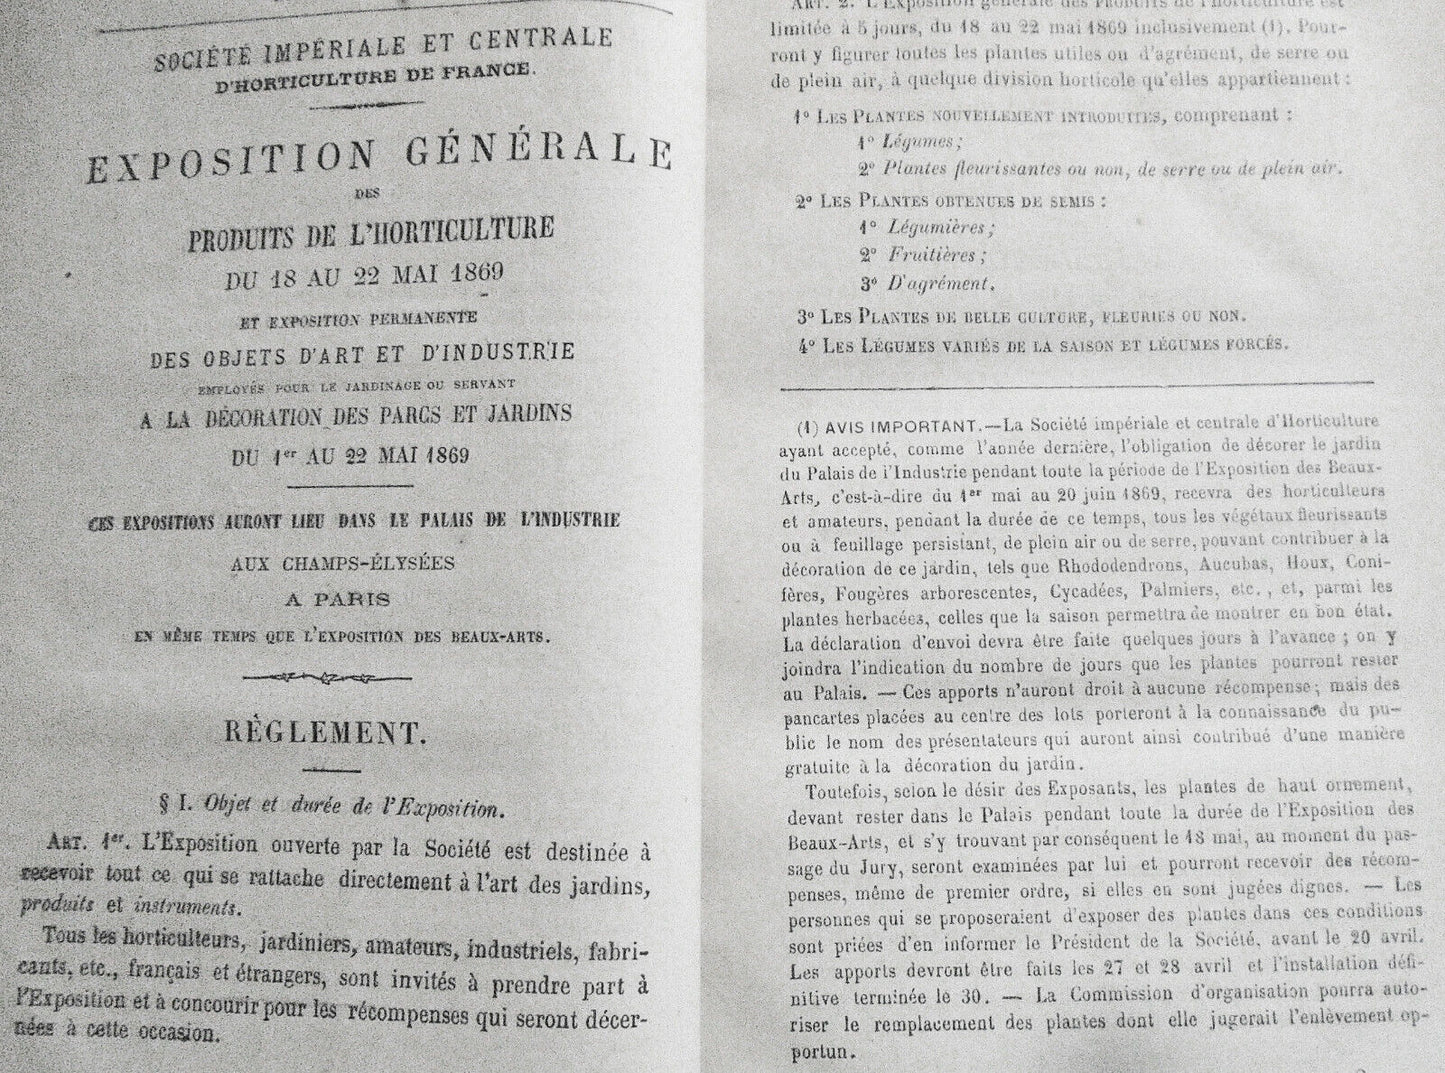 SOCIÉTÉ IMPÉRIALE ET CENTRALE
D'HORTICULTURE DE FRANCE.
EXPOSITION GÉNÉRALE
DES
PRODUITS DE L'HORTICULTURE
DU 18 AU 22 MAI 1869
ET EXPOSITION PERMANENTE
DES OBJETS D'ART ET D'INDUSTRIE
EMPLOYÉS POUR LE JARDINAGE OU SERVANT
A LA DÉCORATION DES PARCS ET JARDINS
DU 1er AU 22 MAI 1869
CES EXPOSITIONS AURONT LIEU DANS LE PALAIS DE L'INDUSTRIE
AUX CHAMPS-ÉLYSÉES
A PARIS
EN MÊME TEMPS QUE L'EXPOSITION DES BEAUX-ARTS.
RÈGLEMENT.
§ I. Objet et durée de l'Exposition.
ART. 1er. L'Exposition ouverte par la Société est destinée à
recevoir tout ce qui se rattache directement à l'art des jardins,
produits et instruments.
Tous les horticulteurs, jardiniers, amateurs, industriels, fabri-
cants, etc., français et étrangers, sont invités à prendre part à
l'Exposition et à concourir pour les récompenses qui seront décer-
nées à cette occasion.
ART. 2. L'Exposition générale des PRODUITS de l'horticulture est
limitée à 5 jours, du 18 au 22 mai 1869 inclusivement (1). Pour-
ront y figurer toutes les plantes utiles ou d'agrément, de serre ou
de plein air, à quelque division horticole qu'elles appartiennent :
1° LES PLANTES NOUVELLEMENT INTRODUITES, comprenant :
1° Légumes ;
2° Plantes fleurissantes ou non, de serre ou de plein air.
2° LES PLANTES OBTENUES DE SEMIS :
1° Légumières ;
2° Fruitières ;
3° D'agrément.
3° LES PLANTES DE BELLE CULTURE, FLEURIES OU NON.
4° LES LÉGUMES VARIÉS DE LA SAISON ET LÉGUMES FORCÉS.
(1) AVIS IMPORTANT.—La Société impériale et centrale d'Horticulture
ayant accepté, comme l'année dernière, l'obligation de décorer le jardin
du Palais de l'Industrie pendant toute la période de l'Exposition des Beaux-
Arts, c'est-à-dire du 1er mai au 20 juin 1869, recevra des horticulteurs
et amateurs, pendant la durée de ce temps, tous les végétaux fleurissants
ou à feuillage persistant, de plein air ou de serre, pouvant contribuer à la
décoration de ce jardin, tels que Rhododendrons, Aucubas, Houx, Coni-
fères, Fougères arborescentes, Cycadées, Palmiers, etc., et, parmi les
plantes herbacées, celles que la saison permettra de montrer en bon état.
La déclaration d'envoi devra être faite quelques jours à l'avance ; on y
joindra l'indication du nombre de jours que les plantes pourront rester
au Palais. — Ces apports n'auront droit à aucune récompense ; mais des
pancartes placées au centre des lots porteront à la connaissance du pu-
blic le nom des présentateurs qui auront ainsi contribué d'une manière
gratuite à la décoration du jardin.
Toutefois, selon le désir des Exposants, les plantes de haut ornement,
devant rester dans le Palais pendant toute la durée de l'Exposition des
Beaux-Arts, et s'y trouvant par conséquent le 18 mai, au moment du pas-
sage du Jury, seront examinées par lui et pourront recevoir des récom-
penses, même de premier ordre, si elles en sont jugées dignes. — Les
personnes qui se proposeraient d'exposer des plantes dans ces conditions
sont priées d'en informer le Président de la Société, avant le 20 avril.
Les apports devront être faits les 27 et 28 avril et l'installation défi-
nitive terminée le 30. — La Commission d'organisation pourra auto-
riser le remplacement des plantes dont elle jugerait l'enlèvement op-
portun.